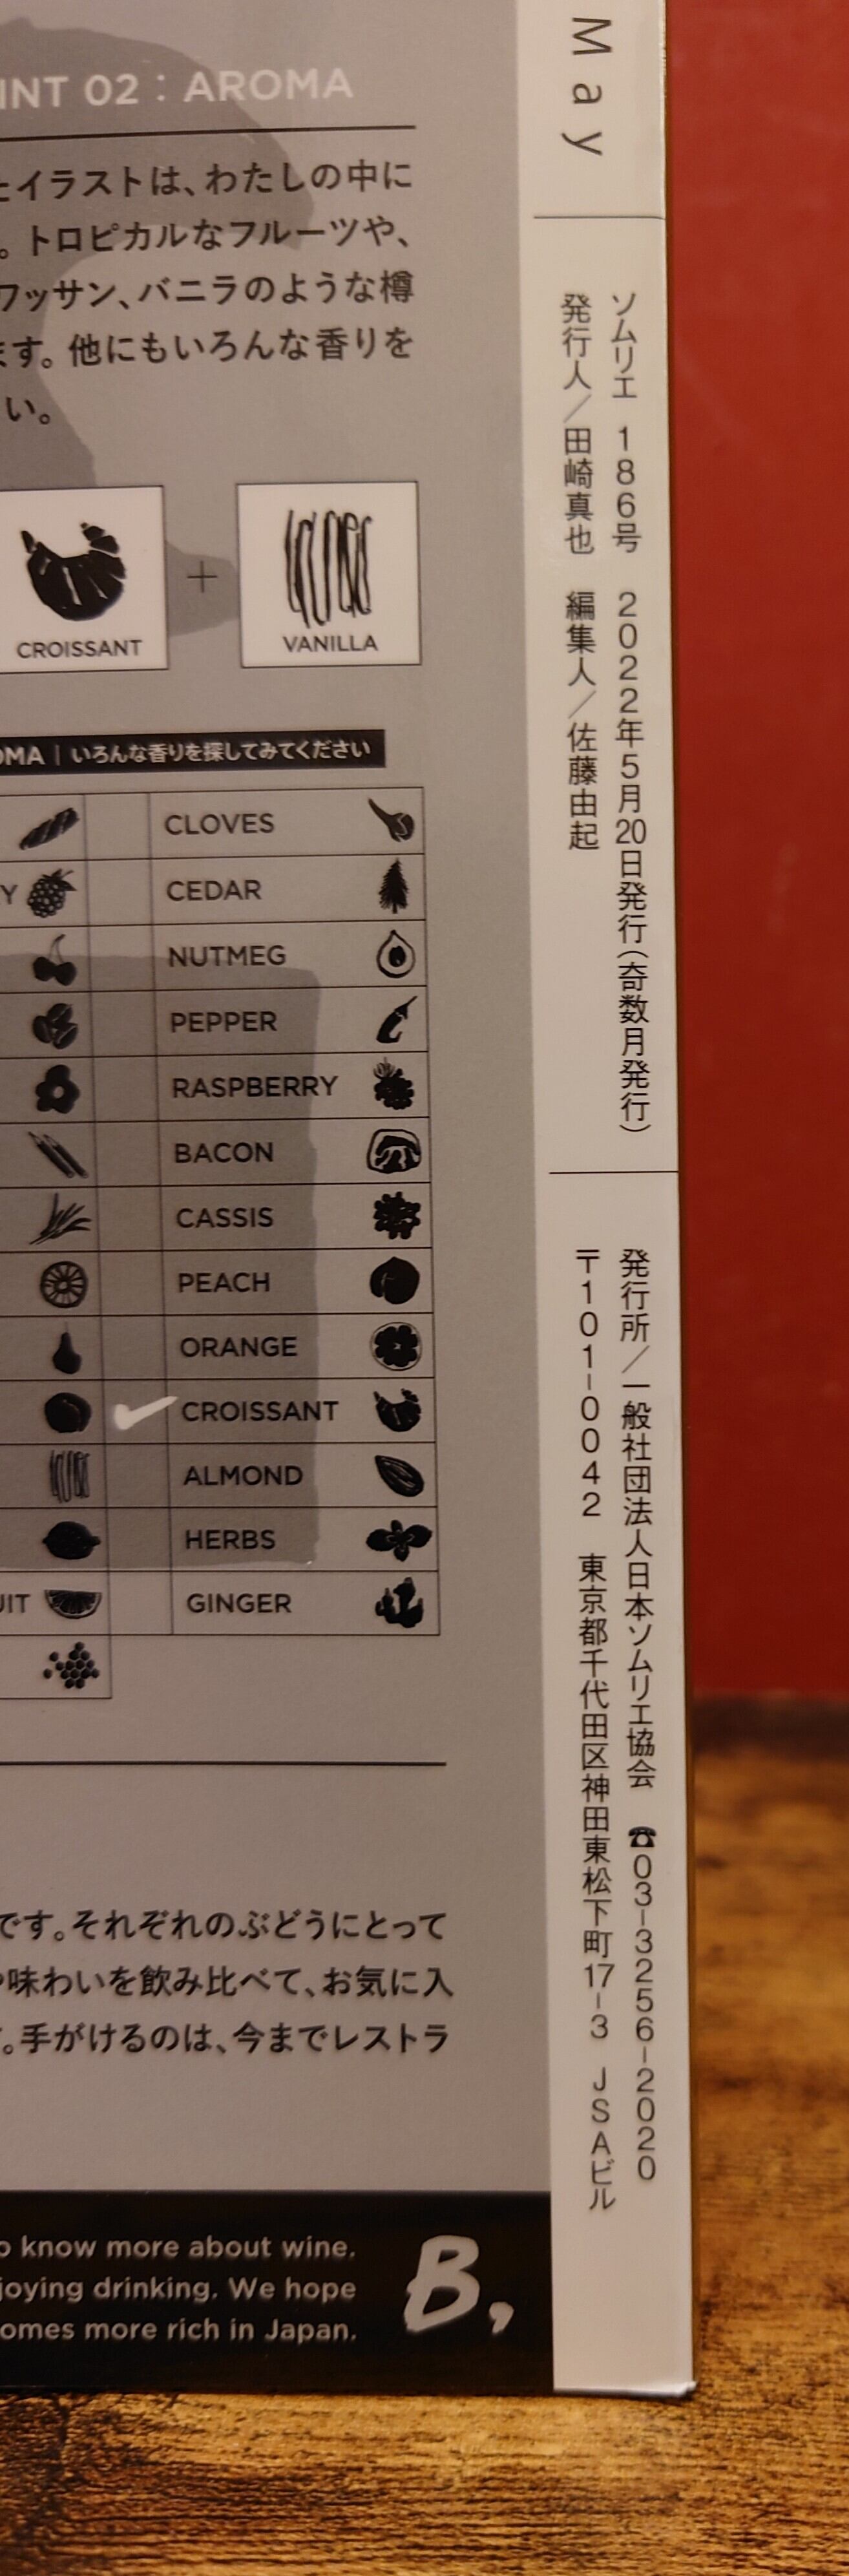 INT 02：AROMA
イラストは、わたしの中に
。トロピカルなフルーツや、
ワッサン、バニラのような樽
ます。他にもいろんな香りを
い。
CROISSANT
+
VANILLA
OMA｜いろんな香りを探してみてください
CLOVES
Y
CEDAR
NUTMEG
PEPPER
RASPBERRY
BACON
CASSIS
PEACH
ORANGE
CROISSANT
ALMOND
HERBS
UIT
GINGER
です。それぞれのぶどうにとって
味わいを飲み比べて、お気に入
。手がけるのは、今までレストラ
o know more about wine.
joying drinking. We hope
omes more rich in Japan.
B,
May
ソムリエ 186号 2022年5月20日発行(奇数月発行)
発行人／田崎真也 編集人／佐藤由起
発行所／一般社団法人日本ソムリエ協会 ☎03-3256-2020
〒101-0042 東京都千代田区神田東松下町17-3 JSAビル